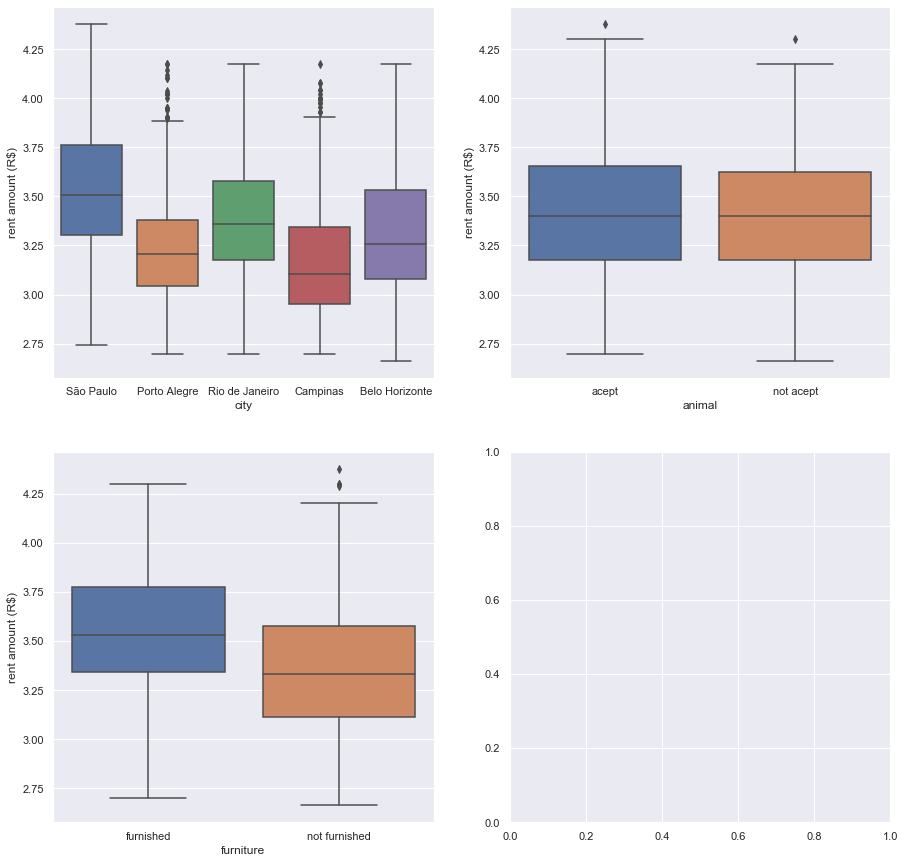 4.25
4.00
3.75
3.50
3.25
3.00
2.75
rent amount (R$)
São Paulo Porto Alegre Rio de Janeiro Campinas Belo Horizonte
city
4.25
4.00
3.75
3.50
3.25
3.00
2.75
rent amount (R$)
acept not acept
animal
4.25
4.00
3.75
3.50
3.25
3.00
2.75
rent amount (R$)
furnished not furnished
furniture
1.0
0.8
0.6
0.4
0.2
0.0
0.0 0.2 0.4 0.6 0.8 1.0